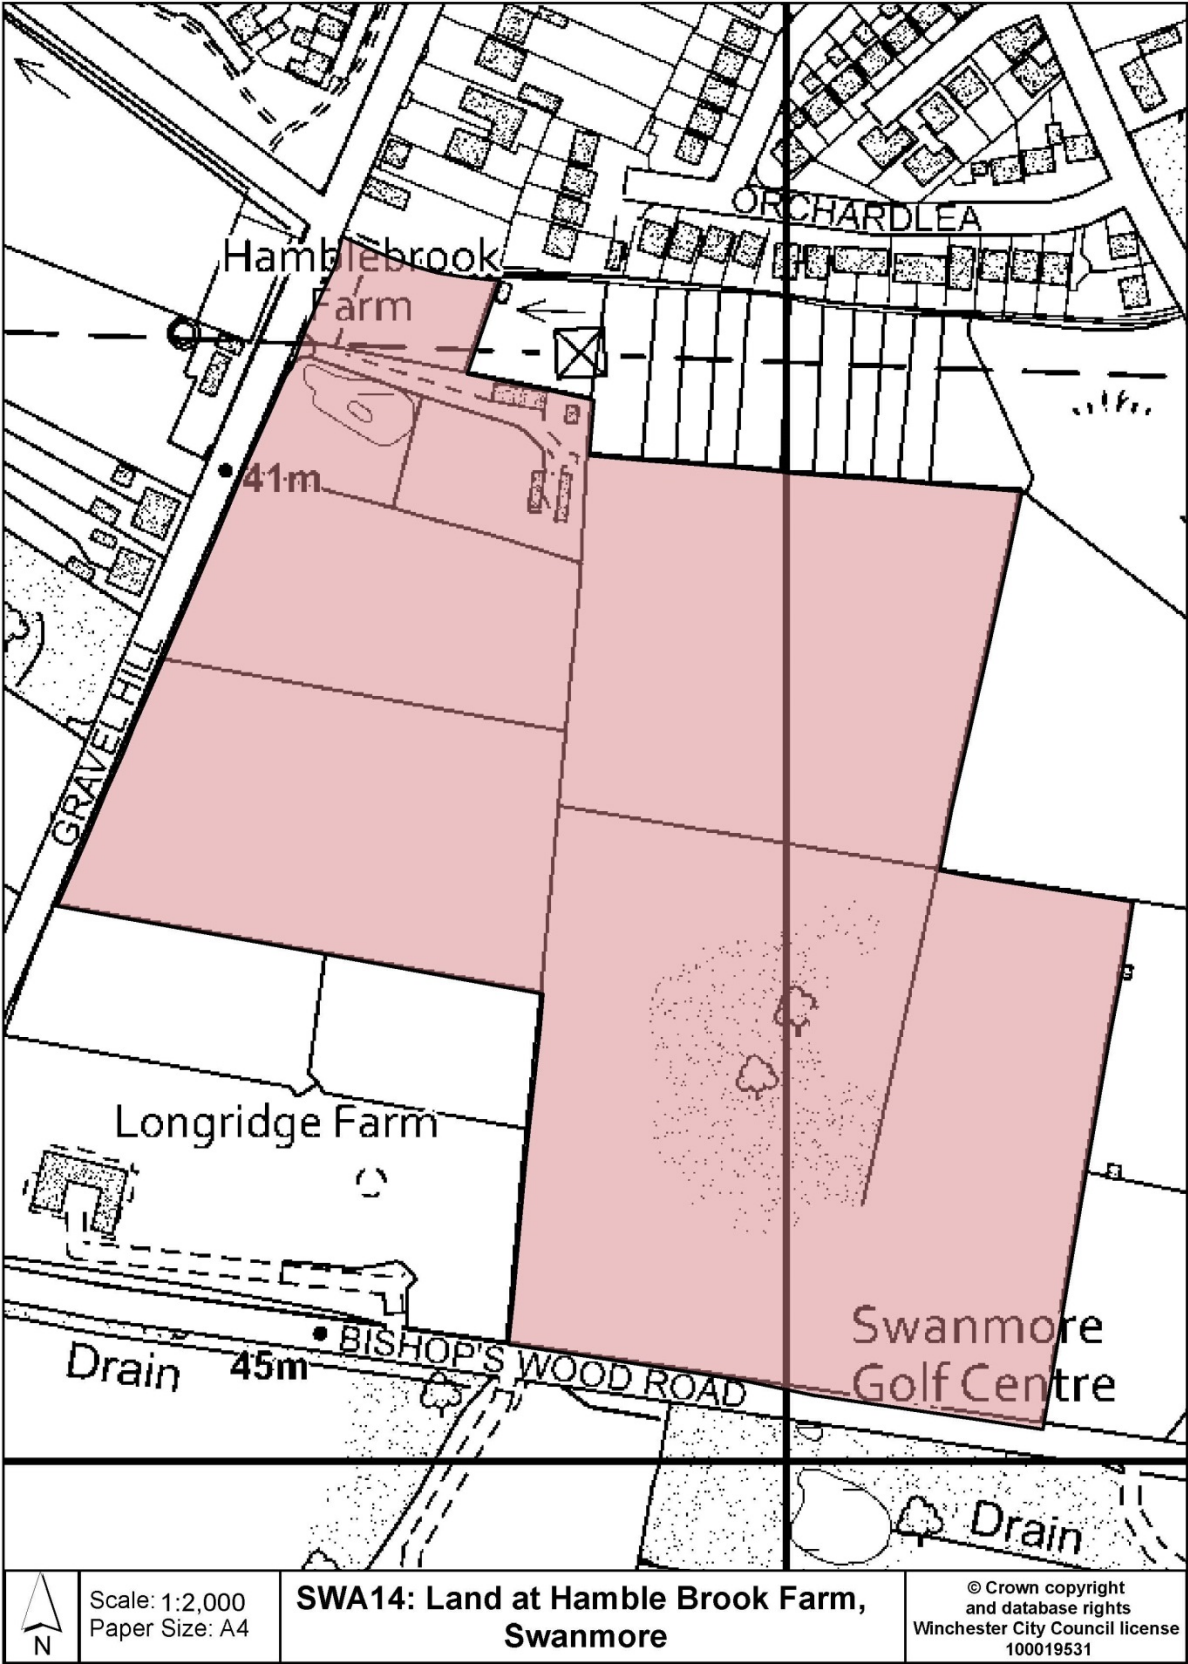 ORCHARDLEA
Hamblebrook
Farm
41m
GRAVEL HILL
Longridge Farm
Swanmore
Golf Centre
BISHOP'S WOOD ROAD
Drain
45m
Drain
N
Scale: 1:2,000
Paper Size: A4
SWA14: Land at Hamble Brook Farm,
Swanmore
© Crown copyright
and database rights
Winchester City Council license
100019531